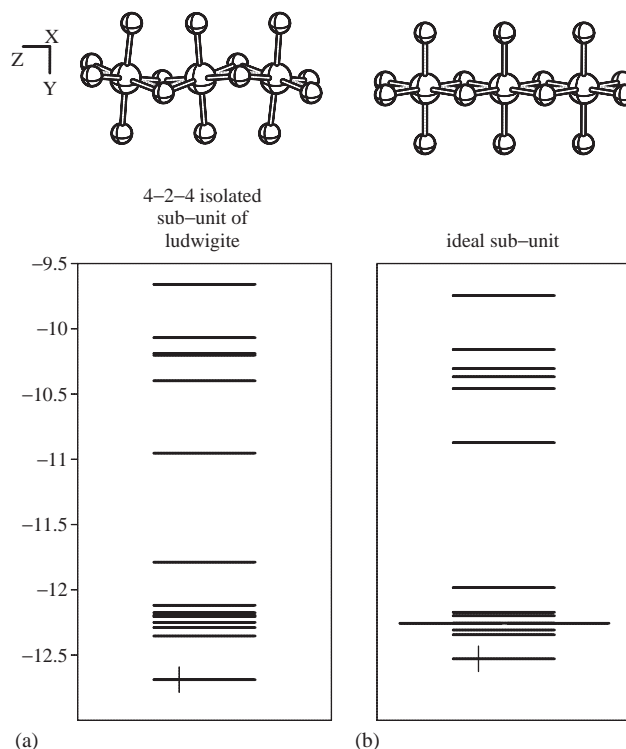 X
Z
Y
4–2–4 isolated
sub–unit of
ludwigite
ideal sub–unit
−9.5
−10
−10.5
−11
−11.5
−12
−12.5
(a)
(b)